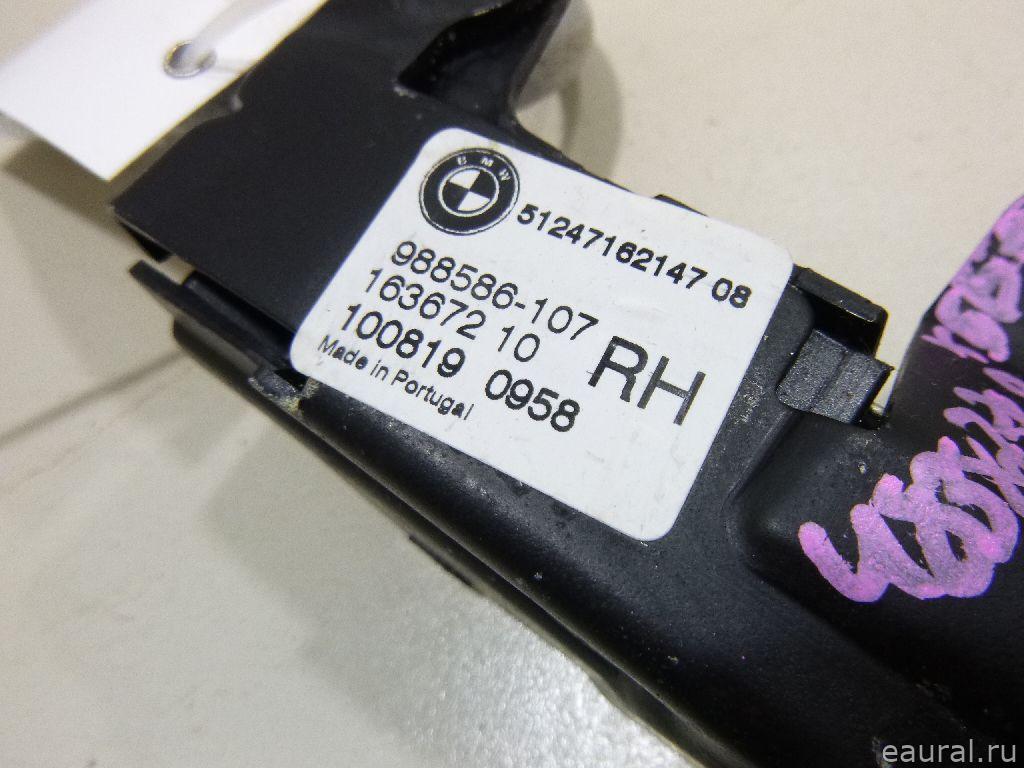 BMW
51247162147 08
988586-107
163672 10 RH
100819 0958
Made in Portugal
eaural.ru